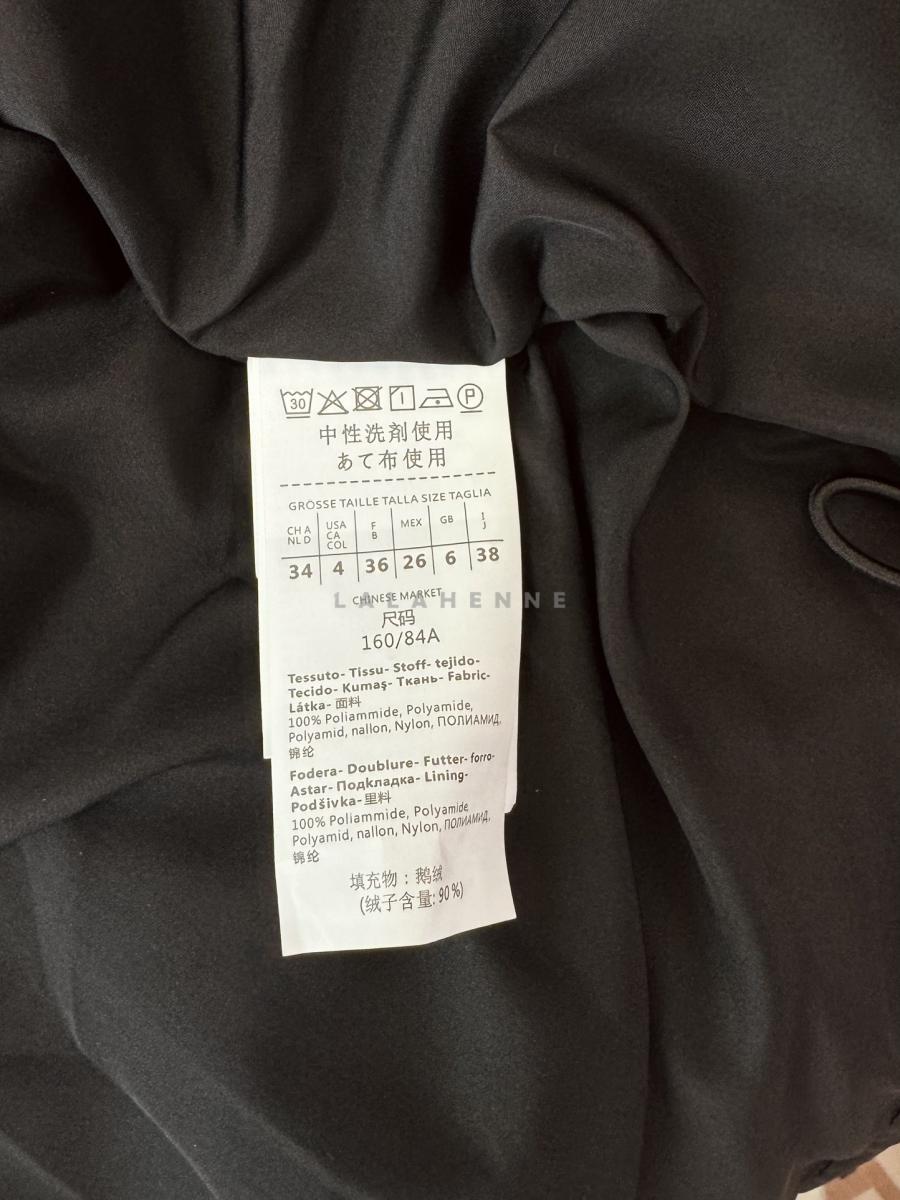 30 P
中性洗剤使用
あて布使用
GRÖSSE TAILLE TALLA SIZE TAGLIA
CH A NL D USA CA COL F B MEX GB I J
34 4 36 26 6 38
CHINESE MARKET
LALAHENNE
尺码
160/84A
Tessuto- Tissu- Stoff- tejido-
Tecido- Kumaş- Ткань- Fabric-
Látka- 面料
100% Poliammide, Polyamide,
Polyamid, nallon, Nylon, ПОЛИАМИД,
锦纶
Fodera- Doublure- Futter- forro-
Astar- Подкладка- Lining-
Podšívka- 里料
100% Poliammide, Polyamide
Polyamid, nallon, Nylon, ПОЛИАМИД,
锦纶
填充物：鹅绒
(绒子含量: 90%)